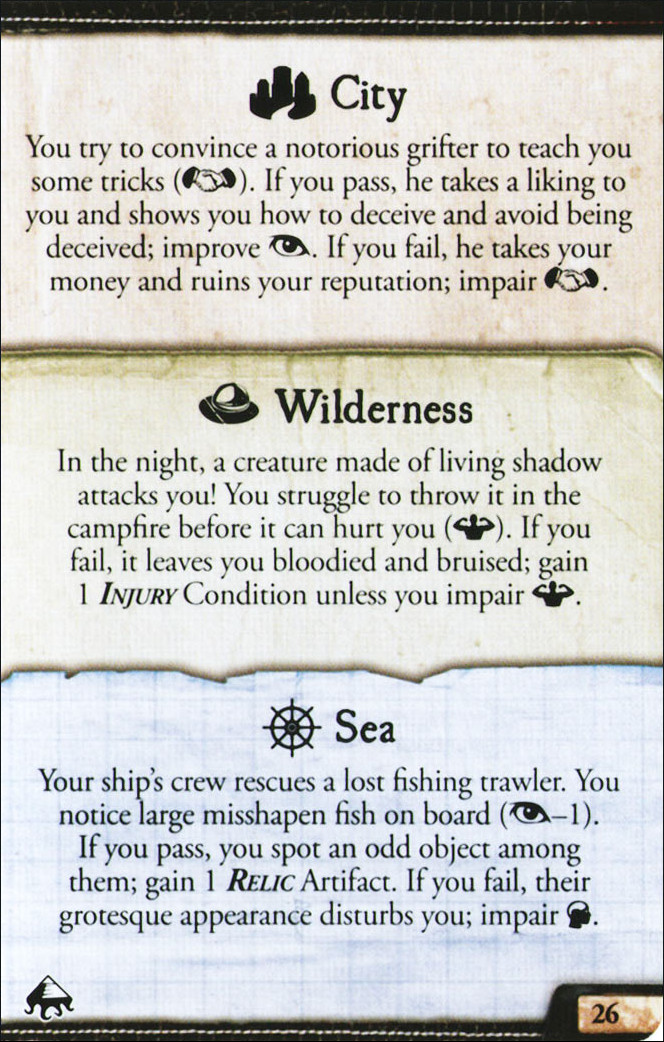 City
You try to convince a notorious grifter to teach you
some tricks ( ). If you pass, he takes a liking to
you and shows you how to deceive and avoid being
deceived; improve . If you fail, he takes your
money and ruins your reputation; impair .
Wilderness
In the night, a creature made of living shadow
attacks you! You struggle to throw it in the
campfire before it can hurt you ( ). If you
fail, it leaves you bloodied and bruised; gain
1 INJURY Condition unless you impair .
Sea
Your ship's crew rescues a lost fishing trawler. You
notice large misshapen fish on board ( –1).
If you pass, you spot an odd object among
them; gain 1 RELIC Artifact. If you fail, their
grotesque appearance disturbs you; impair .
26